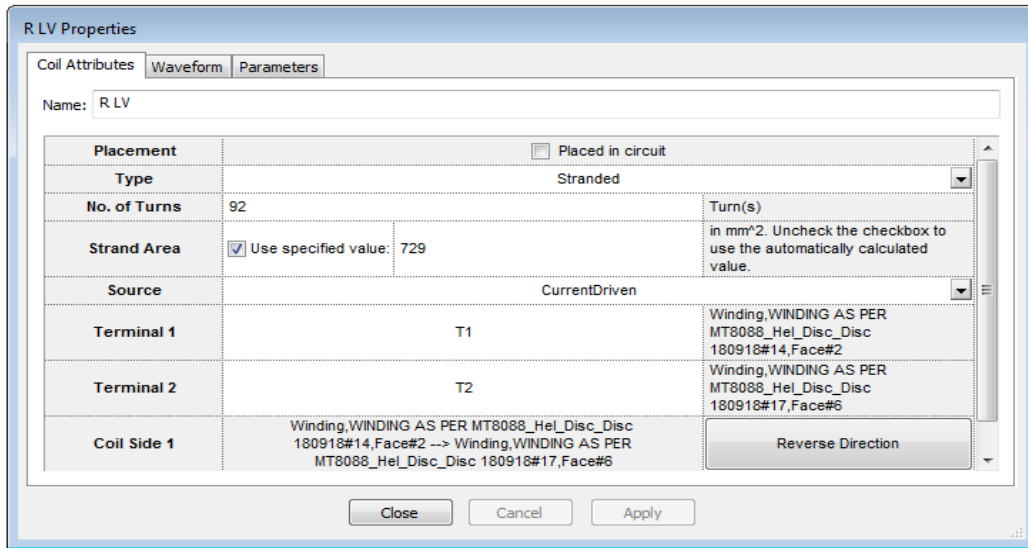 R LV Properties
Coil Attributes Waveform Parameters
Name: R LV
Placement Placed in circuit
Type Stranded
No. of Turns 92 Turn(s)
Strand Area Use specified value: 729 in mm^2. Uncheck the checkbox to
use the automatically calculated
value.
Source CurrentDriven
Terminal 1 T1 Winding,WINDING AS PER
MT8088_Hel_Disc_Disc
180918#14,Face#2
Terminal 2 T2 Winding,WINDING AS PER
MT8088_Hel_Disc_Disc
180918#17,Face#6
Coil Side 1 Winding,WINDING AS PER MT8088_Hel_Disc_Disc
180918#14,Face#2 --> Winding,WINDING AS PER
MT8088_Hel_Disc_Disc 180918#17,Face#6
Reverse Direction
Close Cancel Apply